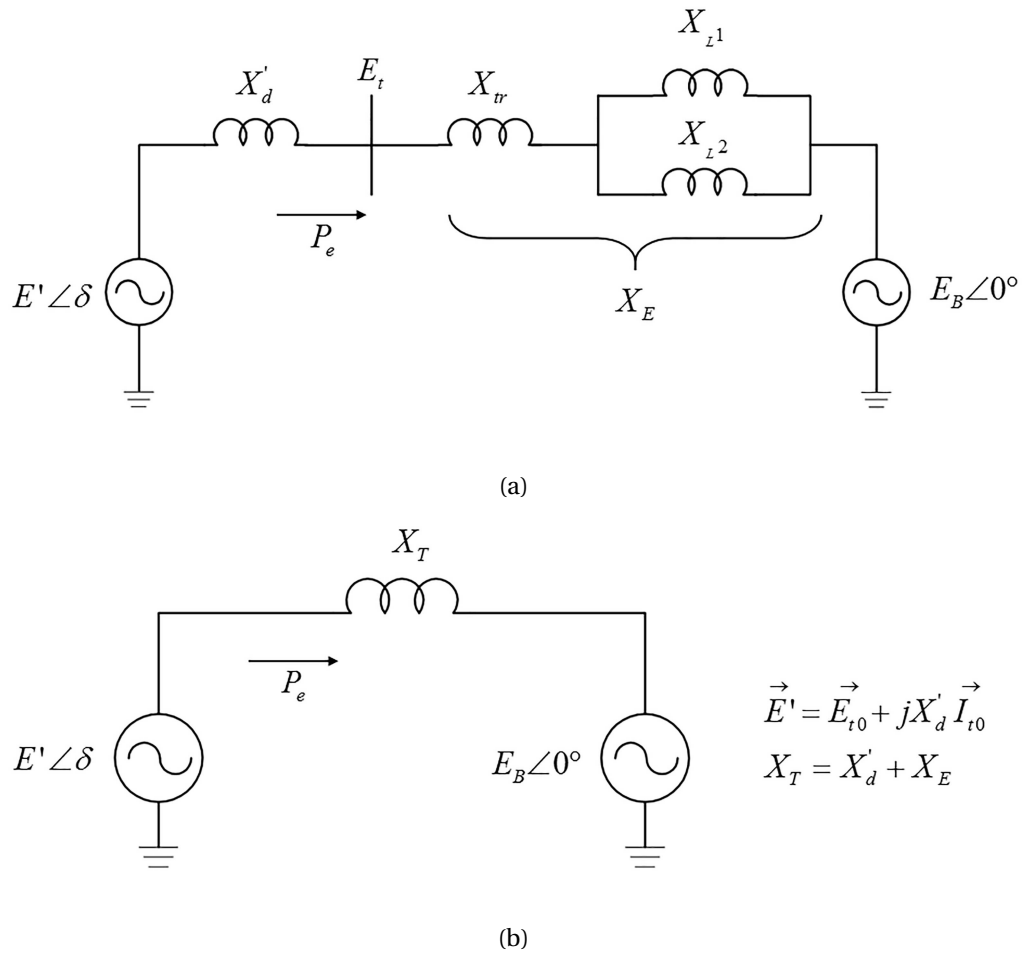 X_L1
X'_d
E_t
X_tr
X_L2
P_e
E'∠δ
X_E
E_B∠0°
(a)
X_T
P_e
E'∠δ
E_B∠0°
E⃗' = E⃗_t0 + jX'_d I⃗_t0
X_T = X'_d + X_E
(b)